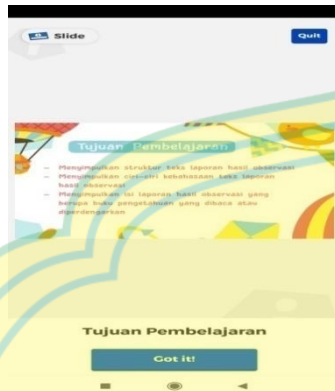 Slide
Quit
Tujuan Pembelajaran
- Menyimpulkan struktur teks laporan hasil observasi
- Menyimpulkan ciri-ciri kebahasaan teks laporan
hasil observasi
- Menyimpulkan isi laporan hasil observasi yang
berupa buku pengetahuan yang dibaca atau
diperdengarkan
Tujuan Pembelajaran
Got it!